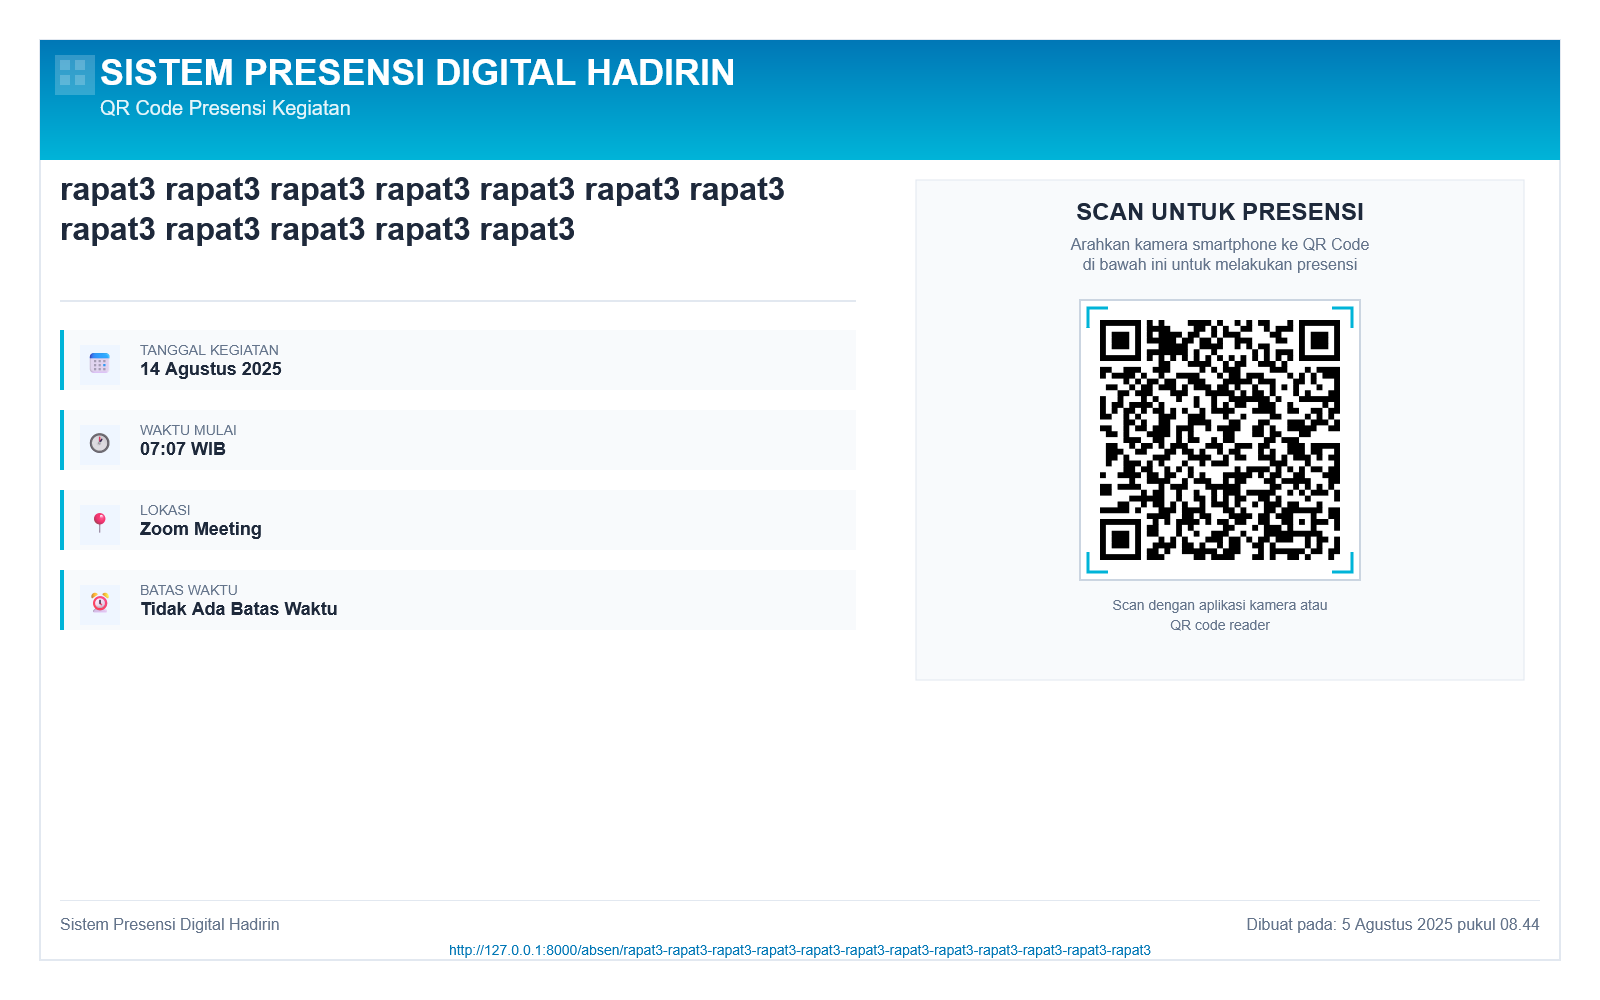 SISTEM PRESENSI DIGITAL HADIRIN
QR Code Presensi Kegiatan
rapat3 rapat3 rapat3 rapat3 rapat3 rapat3 rapat3
rapat3 rapat3 rapat3 rapat3 rapat3
TANGGAL KEGIATAN
14 Agustus 2025
WAKTU MULAI
07:07 WIB
LOKASI
Zoom Meeting
BATAS WAKTU
Tidak Ada Batas Waktu
SCAN UNTUK PRESENSI
Arahkan kamera smartphone ke QR Code
di bawah ini untuk melakukan presensi
Scan dengan aplikasi kamera atau
QR code reader
Sistem Presensi Digital Hadirin
Dibuat pada: 5 Agustus 2025 pukul 08.44
http://127.0.0.1:8000/absen/rapat3-rapat3-rapat3-rapat3-rapat3-rapat3-rapat3-rapat3-rapat3-rapat3-rapat3-rapat3